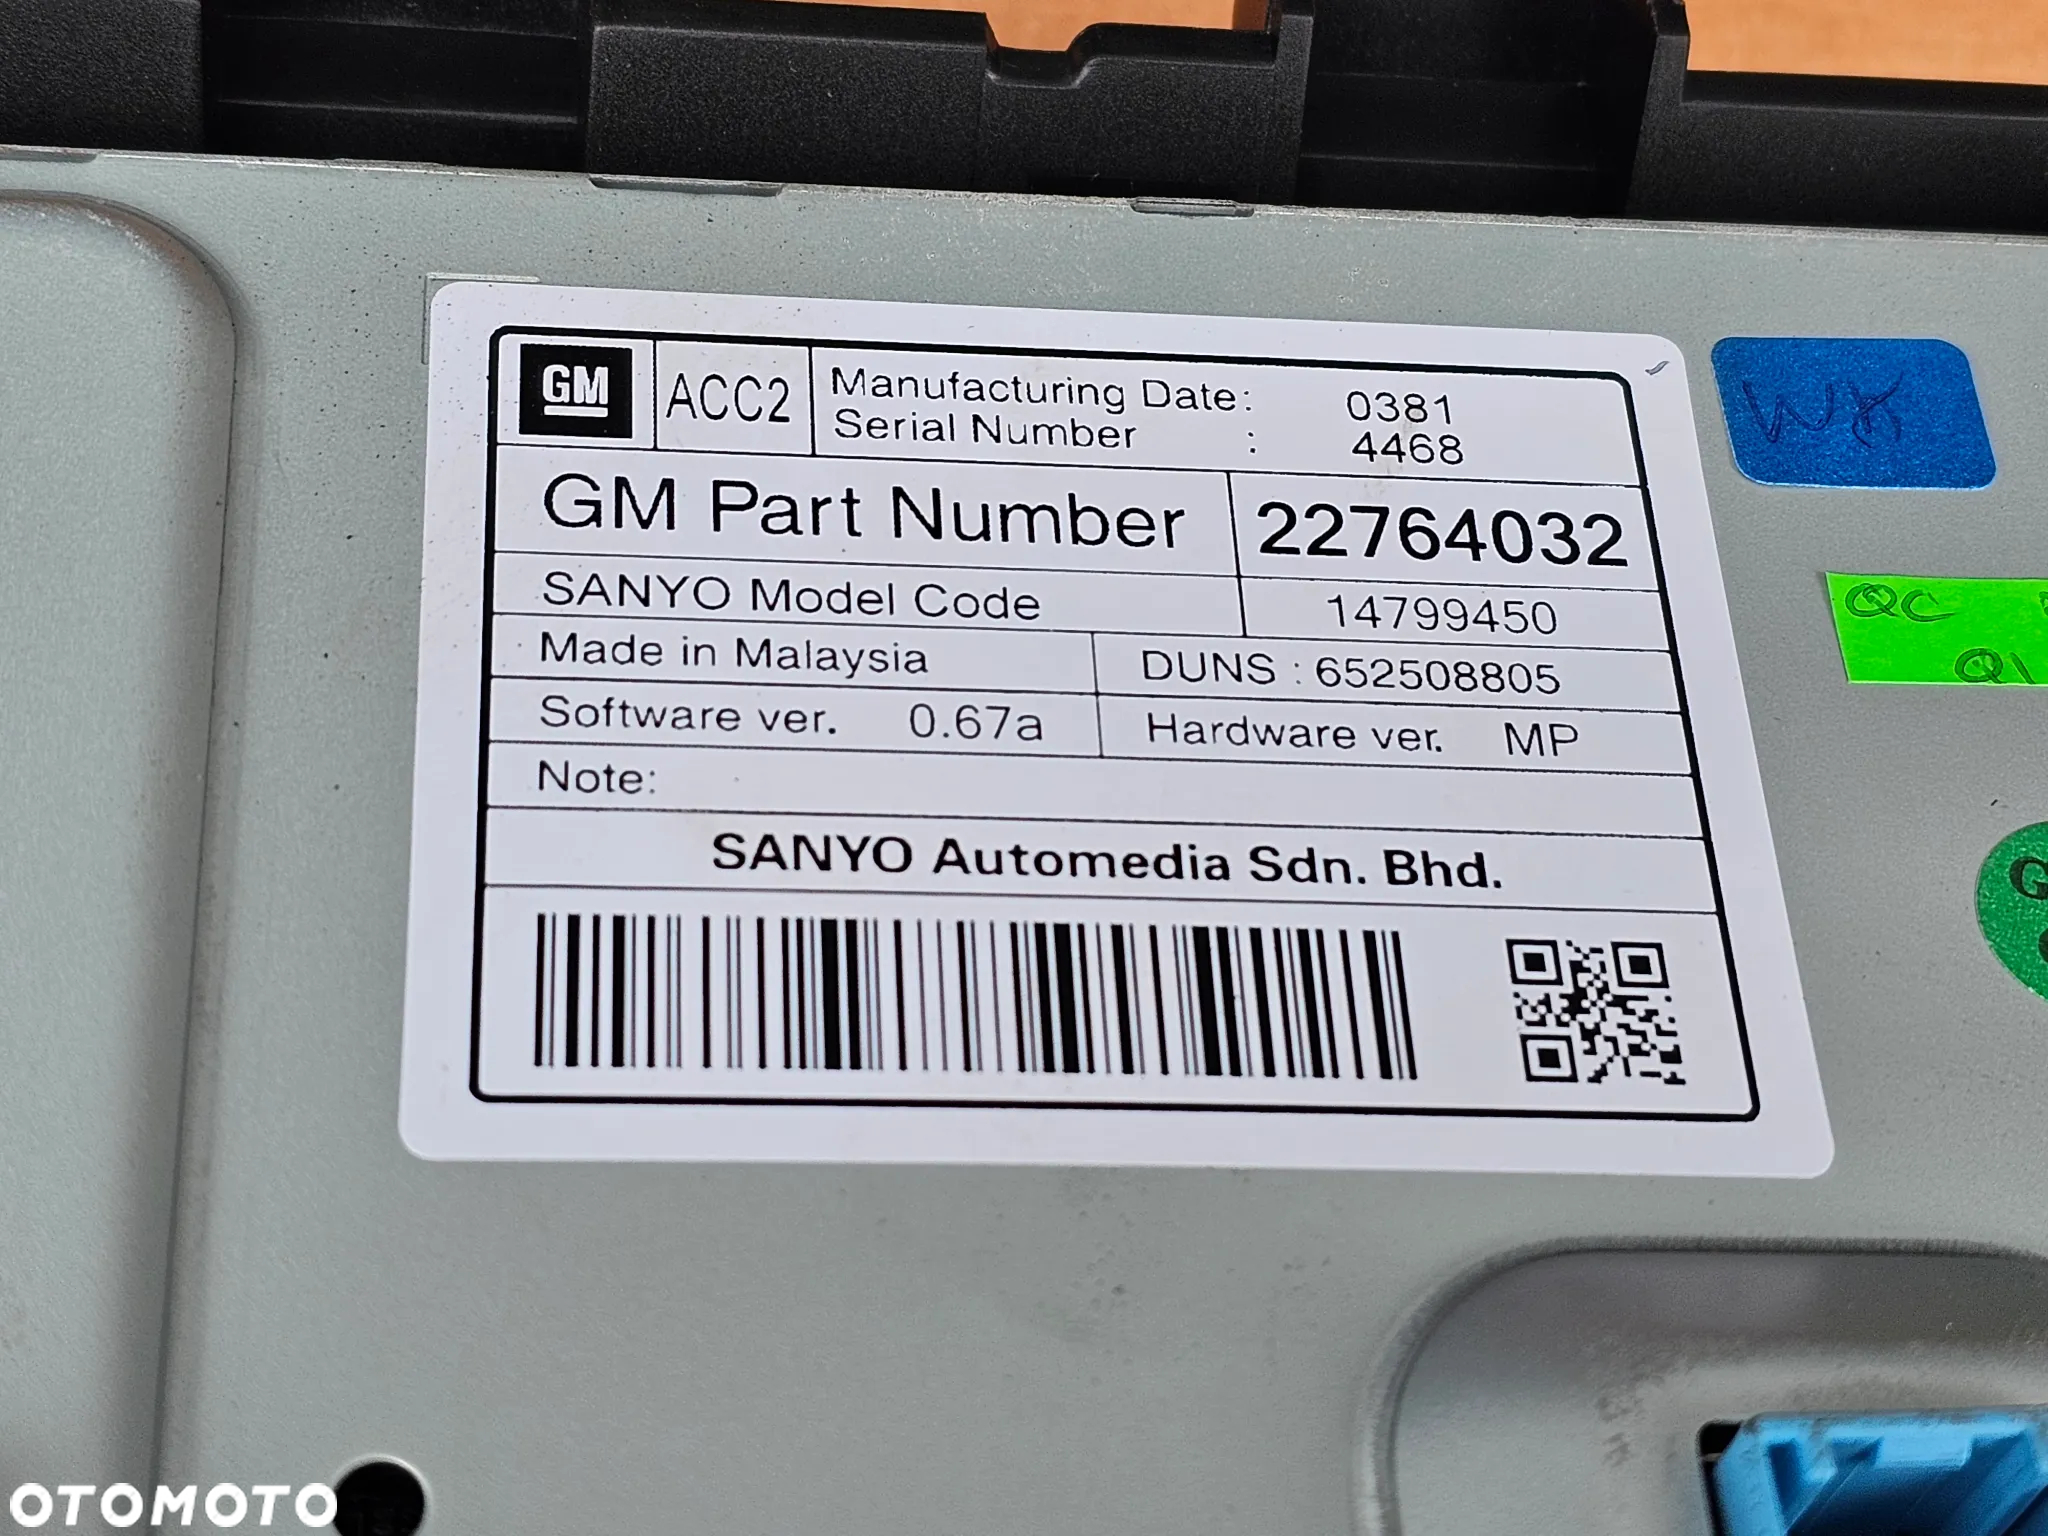 GM ACC2 Manufacturing Date: 0381
Serial Number : 4468
GM Part Number 22764032
SANYO Model Code 14799450
Made in Malaysia DUNS : 652508805
Software ver. 0.67a Hardware ver. MP
Note:
SANYO Automedia Sdn. Bhd.
QC
OTOMOTO